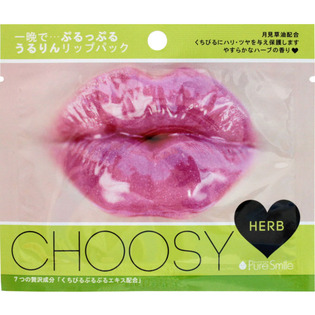 一晩で…ぷるっぷる
うるりんリップパック
月見草油配合
くちびるにハリ・ツヤを与え保護します
やすらかなハーブの香り♥
HERB
CHOOSY
Pure Smile
7つの贅沢成分「くちびるぷるぷるエキス配合」